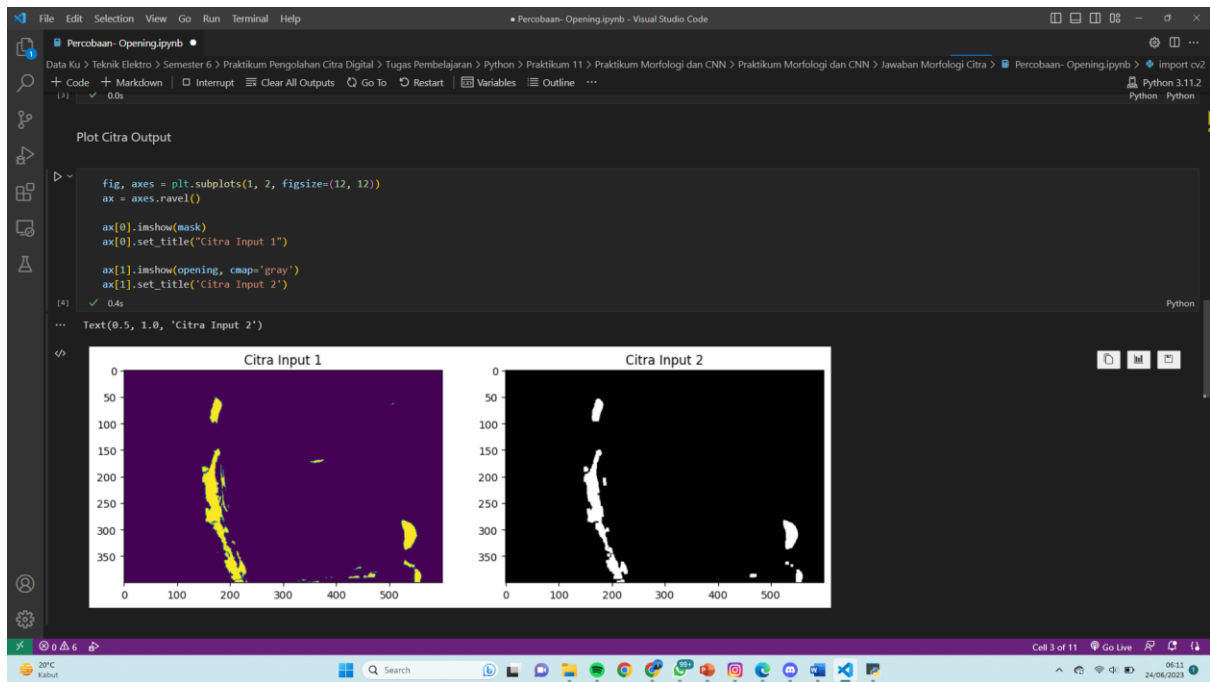 File Edit Selection View Go Run Terminal Help
● Percobaan- Opening.ipynb - Visual Studio Code
Percobaan- Opening.ipynb ●
Data Ku > Teknik Elektro > Semester 6 > Praktikum Pengolahan Citra Digital > Tugas Pembelajaran > Python > Praktikum 11 > Praktikum Morfologi dan CNN > Praktikum Morfologi dan CNN > Jawaban Morfologi Citra > Percobaan- Opening.ipynb > import cv2
+ Code + Markdown | Interrupt Clear All Outputs Go To Restart | Variables Outline ···
Python 3.11.2
[3] ✓ 0.0s
Python Python
Plot Citra Output
fig, axes = plt.subplots(1, 2, figsize=(12, 12))
ax = axes.ravel()
ax[0].imshow(mask)
ax[0].set_title("Citra Input 1")
ax[1].imshow(opening, cmap='gray')
ax[1].set_title('Citra Input 2')
[4] ✓ 0.4s
Python
··· Text(0.5, 1.0, 'Citra Input 2')
Citra Input 1
0
50
100
150
200
250
300
350
0 100 200 300 400 500
Citra Input 2
0
50
100
150
200
250
300
350
0 100 200 300 400 500
1
0 6
Cell 3 of 11 Go Live
20°C
Kabut
Search
99+
06:11
24/06/2023